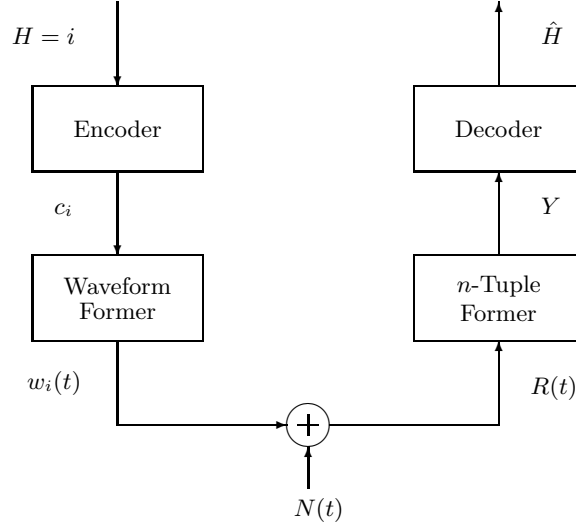 H = i
Ĥ
Encoder
Decoder
c_i
Y
Waveform
Former
n-Tuple
Former
w_i(t)
R(t)
N(t)